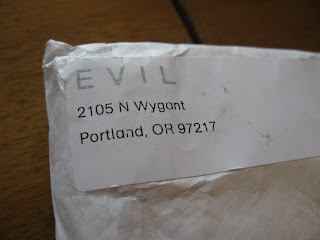 EVIL
2105 N Wygant
Portland, OR 97217